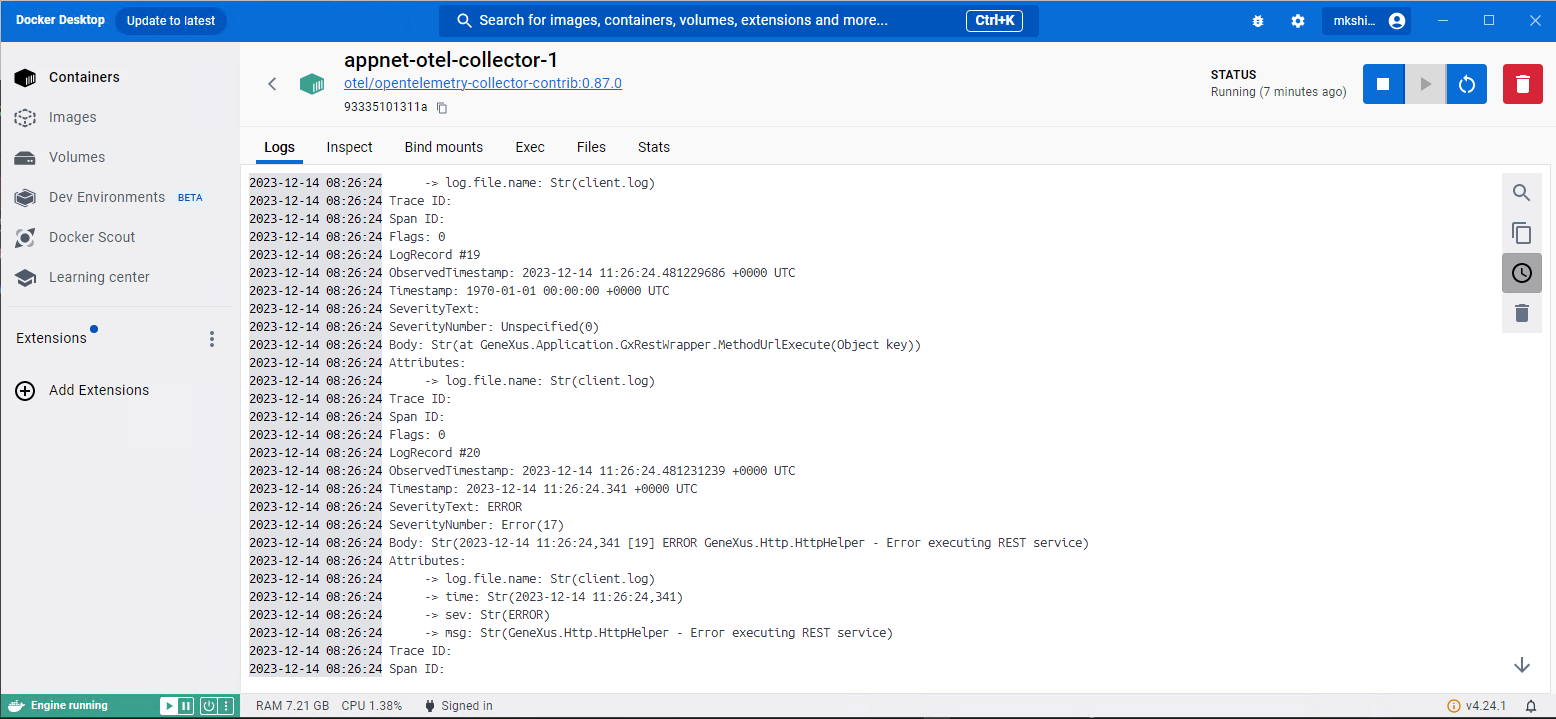 Docker Desktop
Update to latest
Search for images, containers, volumes, extensions and more...
Ctrl+K
mkshi...
Containers
Images
Volumes
Dev Environments BETA
Docker Scout
Learning center
Extensions
Add Extensions
appnet-otel-collector-1
otel/opentelemetry-collector-contrib:0.87.0
93335101311a
STATUS
Running (7 minutes ago)
Logs Inspect Bind mounts Exec Files Stats
2023-12-14 08:26:24      -> log.file.name: Str(client.log)
2023-12-14 08:26:24 Trace ID:
2023-12-14 08:26:24 Span ID:
2023-12-14 08:26:24 Flags: 0
2023-12-14 08:26:24 LogRecord #19
2023-12-14 08:26:24 ObservedTimestamp: 2023-12-14 11:26:24.481229686 +0000 UTC
2023-12-14 08:26:24 Timestamp: 1970-01-01 00:00:00 +0000 UTC
2023-12-14 08:26:24 SeverityText:
2023-12-14 08:26:24 SeverityNumber: Unspecified(0)
2023-12-14 08:26:24 Body: Str(at GeneXus.Application.GxRestWrapper.MethodUrlExecute(Object key))
2023-12-14 08:26:24 Attributes:
2023-12-14 08:26:24      -> log.file.name: Str(client.log)
2023-12-14 08:26:24 Trace ID:
2023-12-14 08:26:24 Span ID:
2023-12-14 08:26:24 Flags: 0
2023-12-14 08:26:24 LogRecord #20
2023-12-14 08:26:24 ObservedTimestamp: 2023-12-14 11:26:24.481231239 +0000 UTC
2023-12-14 08:26:24 Timestamp: 2023-12-14 11:26:24.341 +0000 UTC
2023-12-14 08:26:24 SeverityText: ERROR
2023-12-14 08:26:24 SeverityNumber: Error(17)
2023-12-14 08:26:24 Body: Str(2023-12-14 11:26:24,341 [19] ERROR GeneXus.Http.HttpHelper - Error executing REST service)
2023-12-14 08:26:24 Attributes:
2023-12-14 08:26:24      -> log.file.name: Str(client.log)
2023-12-14 08:26:24      -> time: Str(2023-12-14 11:26:24,341)
2023-12-14 08:26:24      -> sev: Str(ERROR)
2023-12-14 08:26:24      -> msg: Str(GeneXus.Http.HttpHelper - Error executing REST service)
2023-12-14 08:26:24 Trace ID:
2023-12-14 08:26:24 Span ID:
Engine running
RAM 7.21 GB CPU 1.38% Signed in
v4.24.1